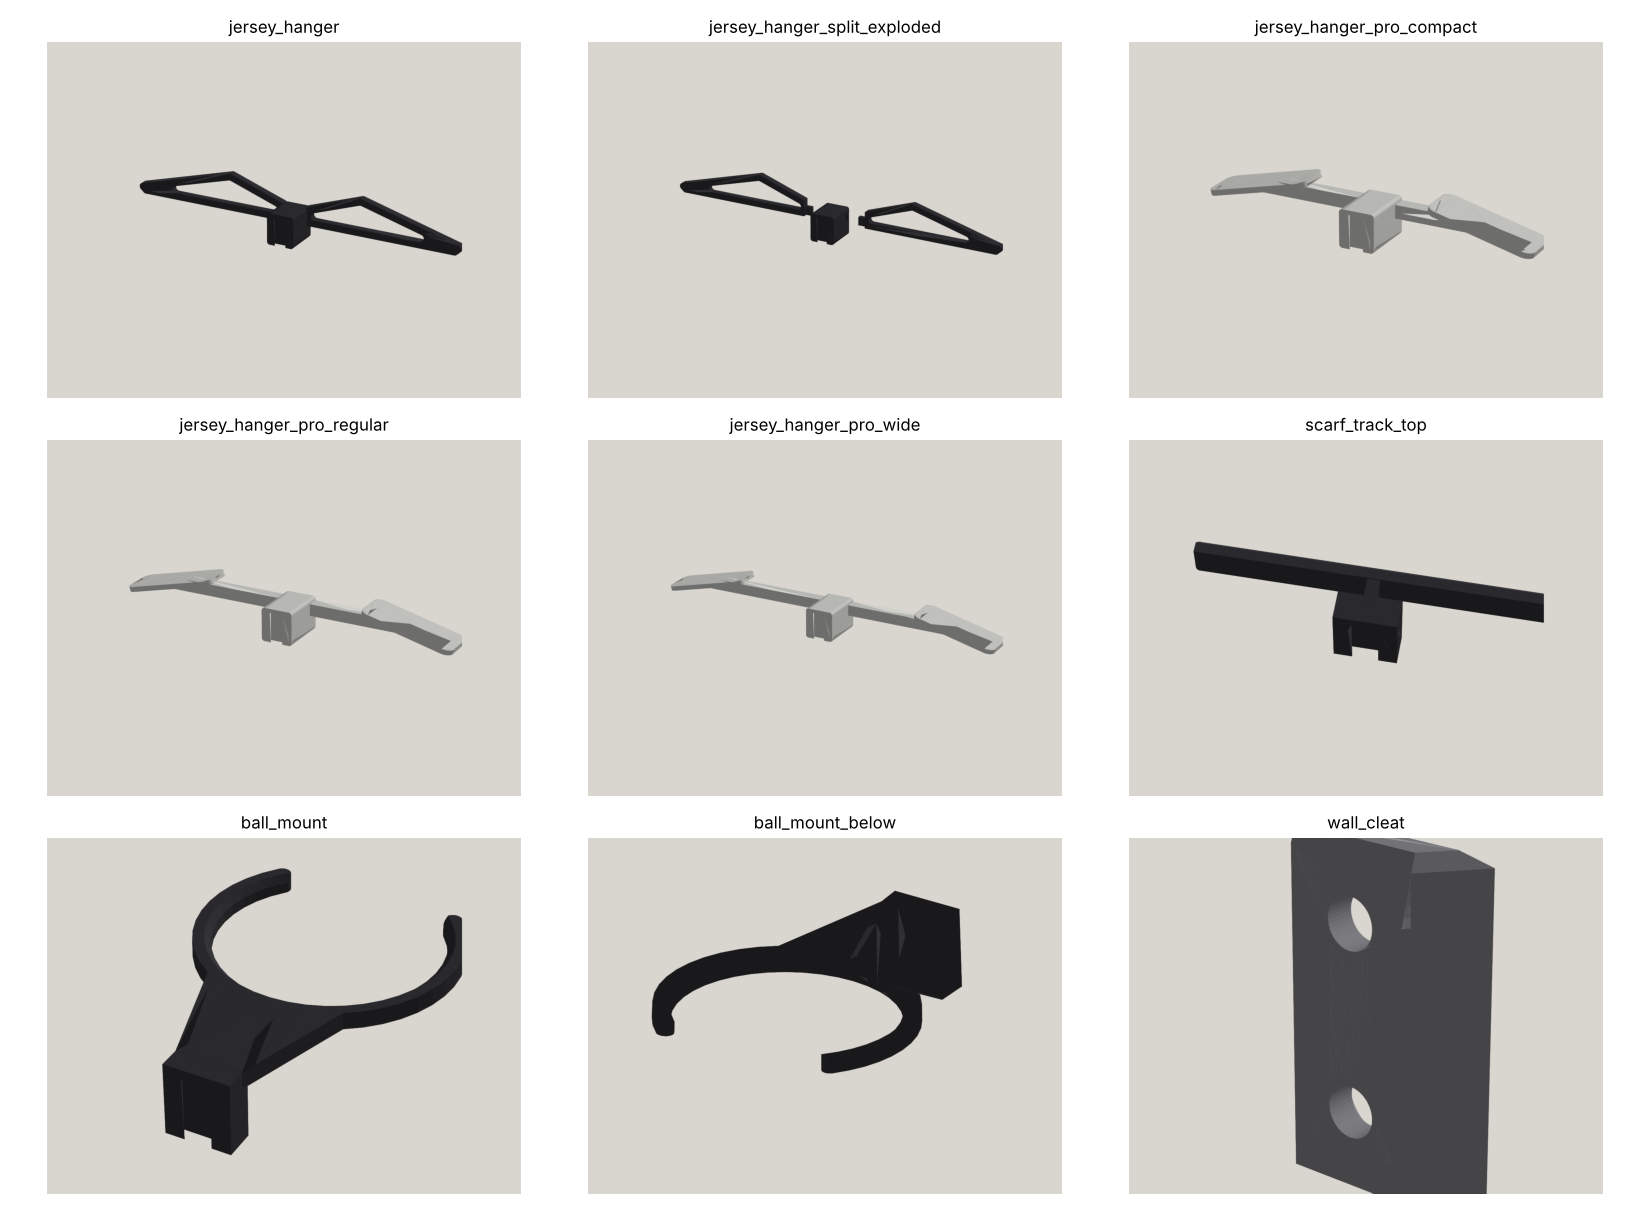 jersey_hanger
jersey_hanger_split_exploded
jersey_hanger_pro_compact
jersey_hanger_pro_regular
jersey_hanger_pro_wide
scarf_track_top
ball_mount
ball_mount_below
wall_cleat